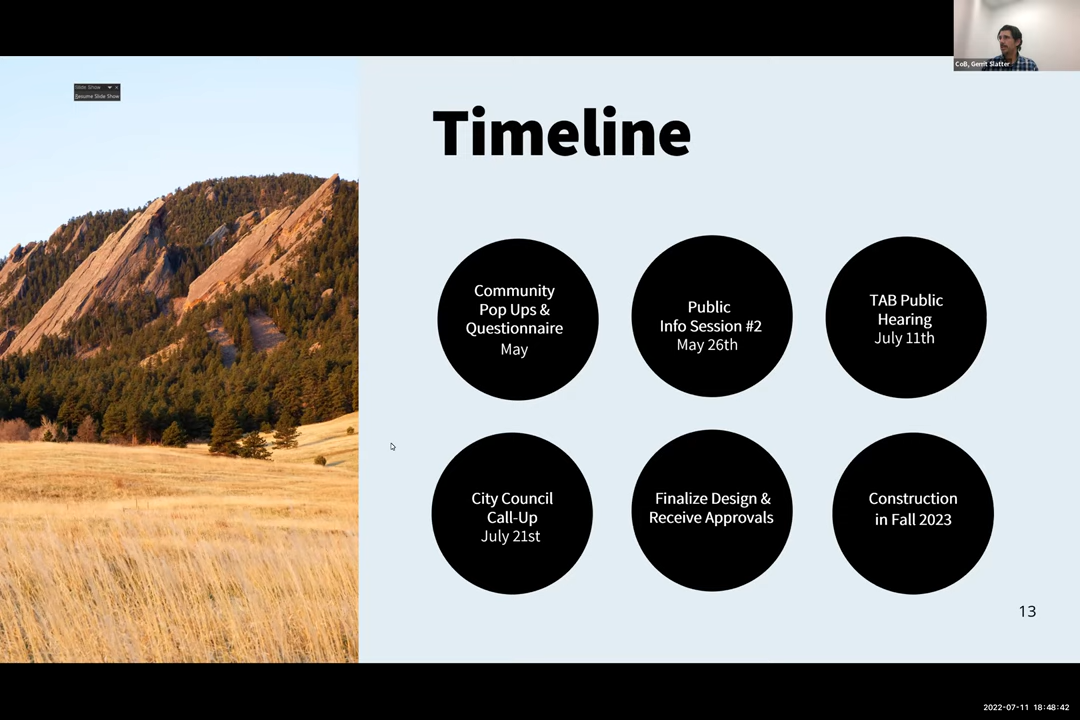 CoB, Gerrit Slatter
Slide Show
Resume Slide Show
Timeline
Community
Pop Ups &
Questionnaire
May
Public
Info Session #2
May 26th
TAB Public
Hearing
July 11th
City Council
Call-Up
July 21st
Finalize Design &
Receive Approvals
Construction
in Fall 2023
13
2022-07-11 18:48:42